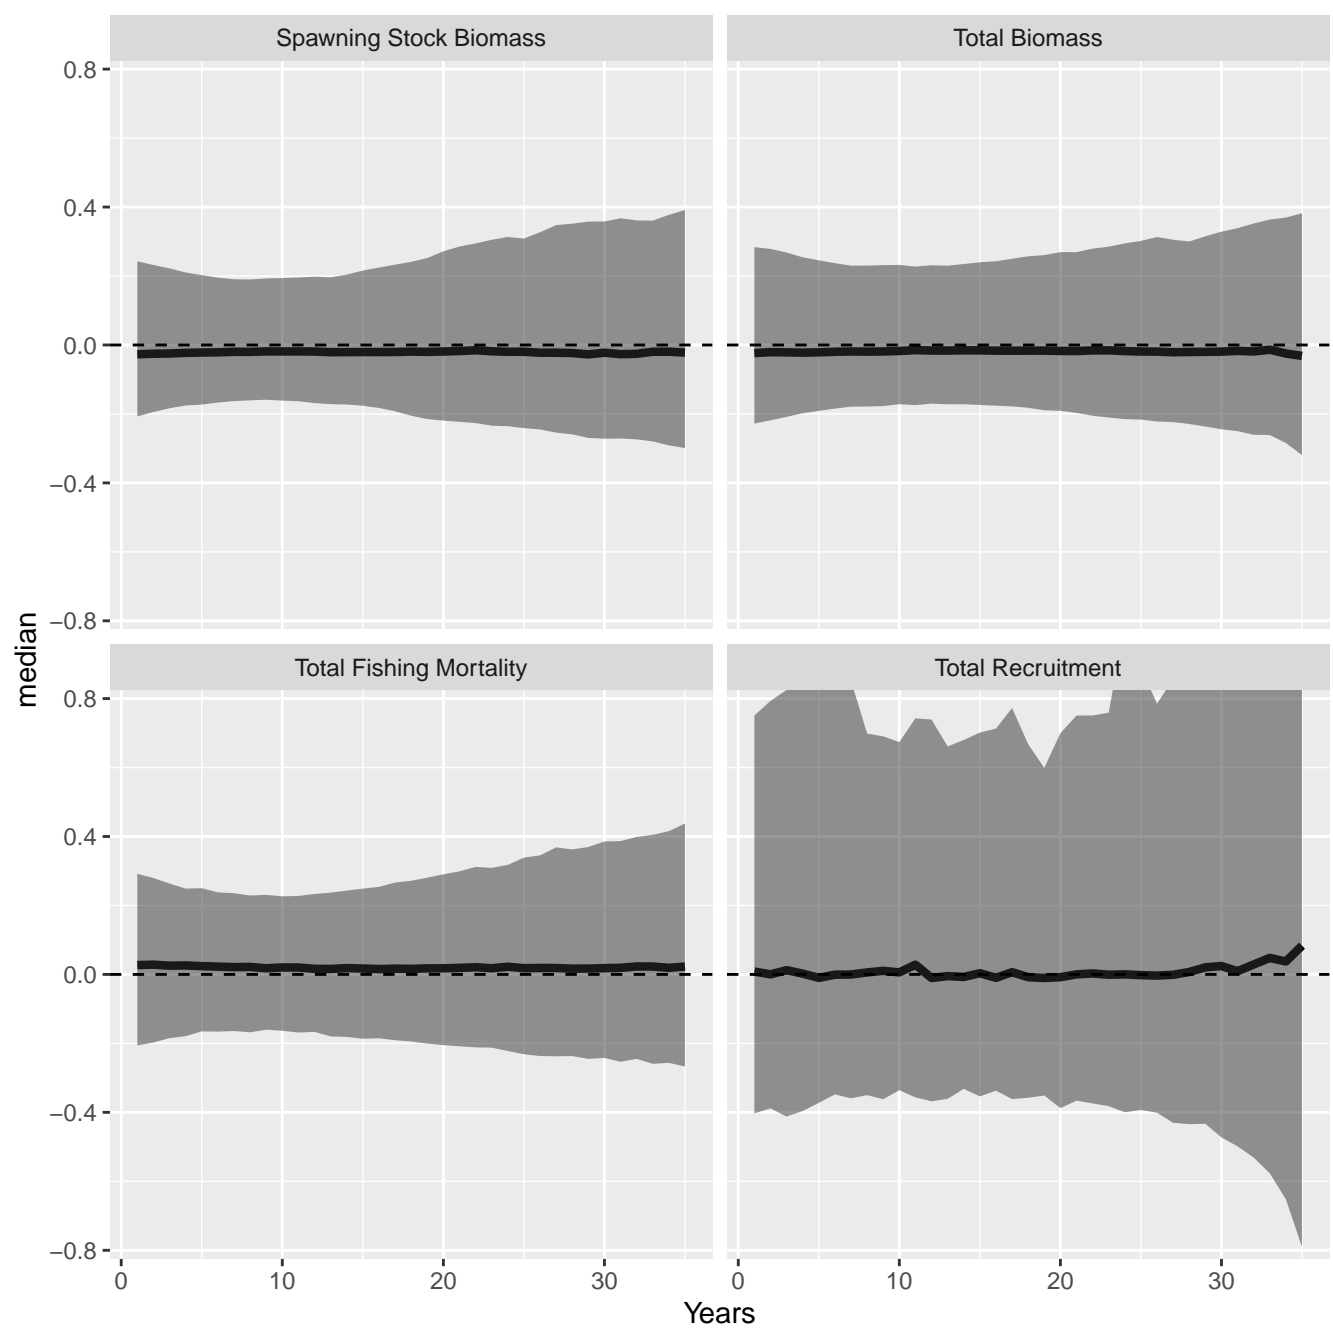 Spawning Stock Biomass
Total Biomass
0.8
0.4
0.0
−0.4
−0.8
Total Fishing Mortality
Total Recruitment
0.8
0.4
0.0
−0.4
−0.8
median
0 10 20 30
0 10 20 30
Years